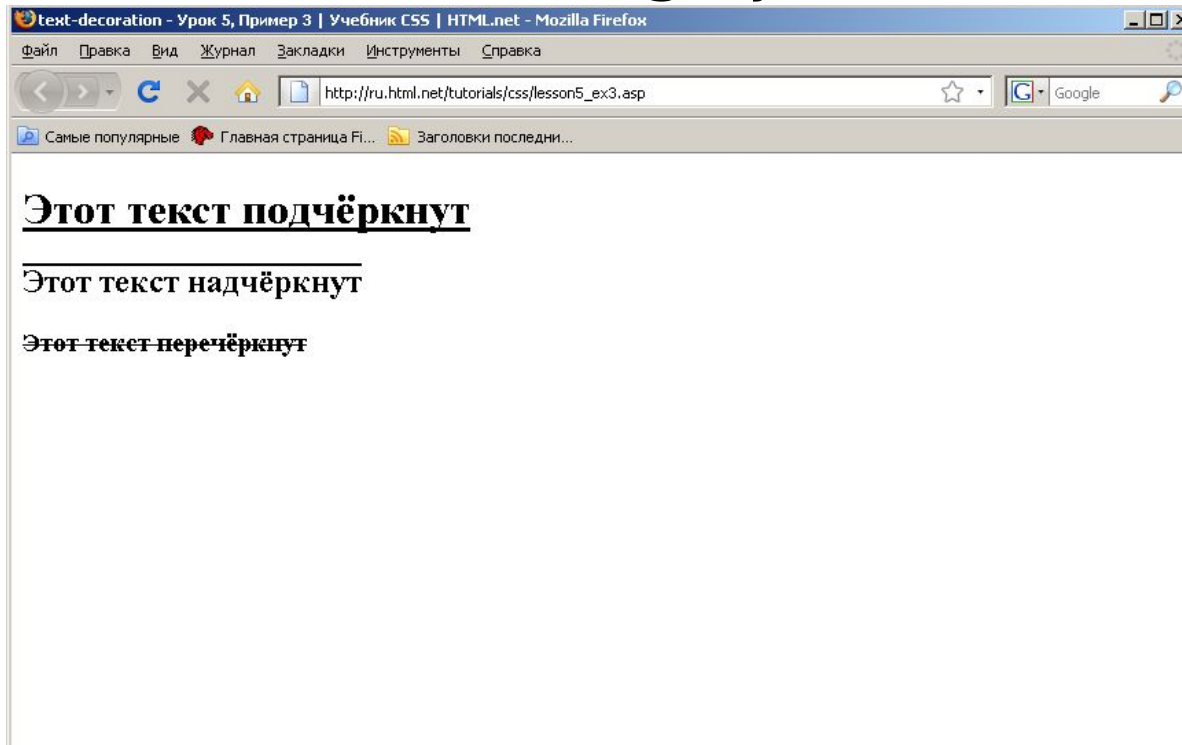 text-decoration - Урок 5, Пример 3 | Учебник CSS | HTML.net - Mozilla Firefox
Файл Правка Вид Журнал Закладки Инструменты Справка
http://ru.html.net/tutorials/css/lesson5_ex3.asp G Google
Самые популярные Главная страница Fi... Заголовки последни...
Этот текст подчёркнут
Этот текст надчёркнут
Этот текст перечёркнут